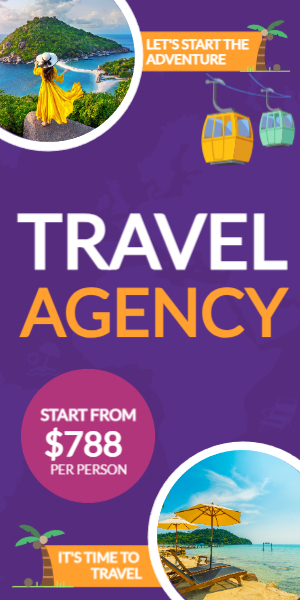 LET'S START THE
ADVENTURE
TRAVEL
AGENCY
START FROM
$788
PER PERSON
IT'S TIME TO
TRAVEL